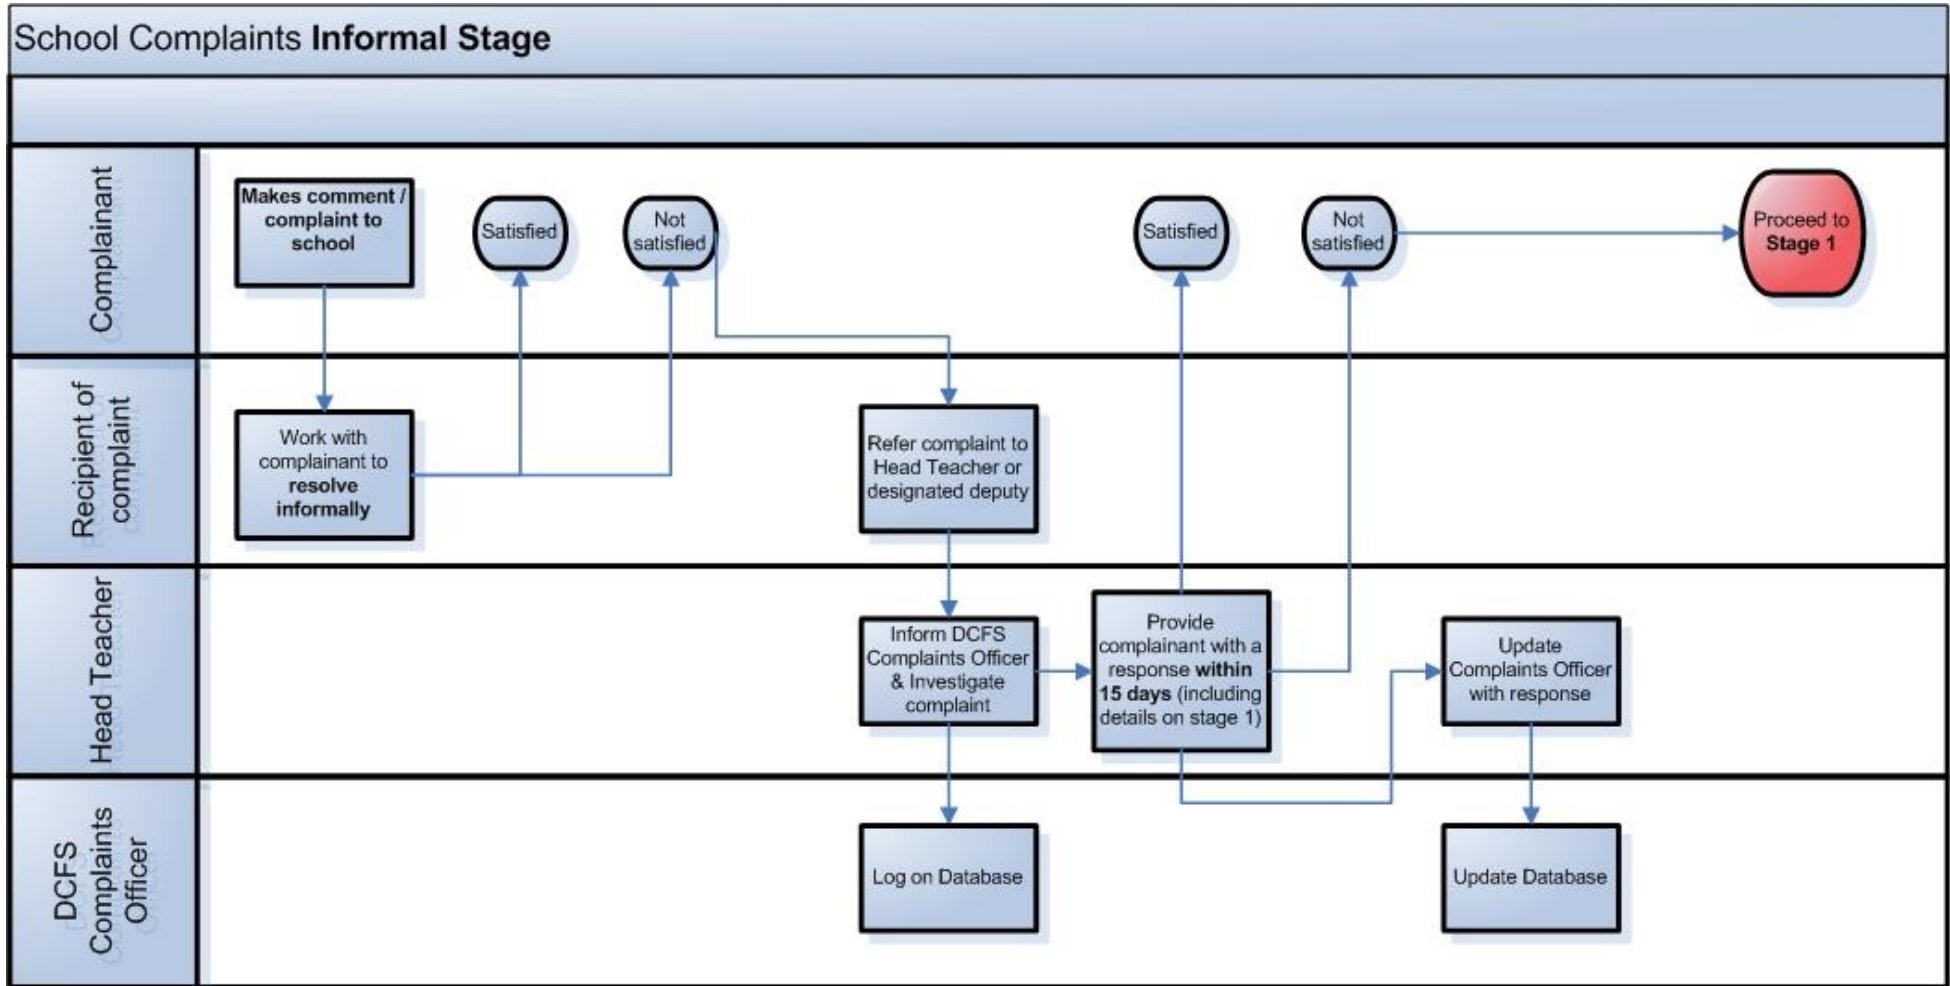 School Complaints Informal Stage
Complainant
Makes comment /
complaint to
school
Satisfied
Not
satisfied
Satisfied
Not
satisfied
Proceed to
Stage 1
Recipient of
complaint
Work with
complainant to
resolve
informally
Refer complaint to
Head Teacher or
designated deputy
Head Teacher
Inform DCFS
Complaints Officer
& Investigate
complaint
Provide
complainant with a
response within
15 days (including
details on stage 1)
Update
Complaints Officer
with response
DCFS
Complaints
Officer
Log on Database
Update Database